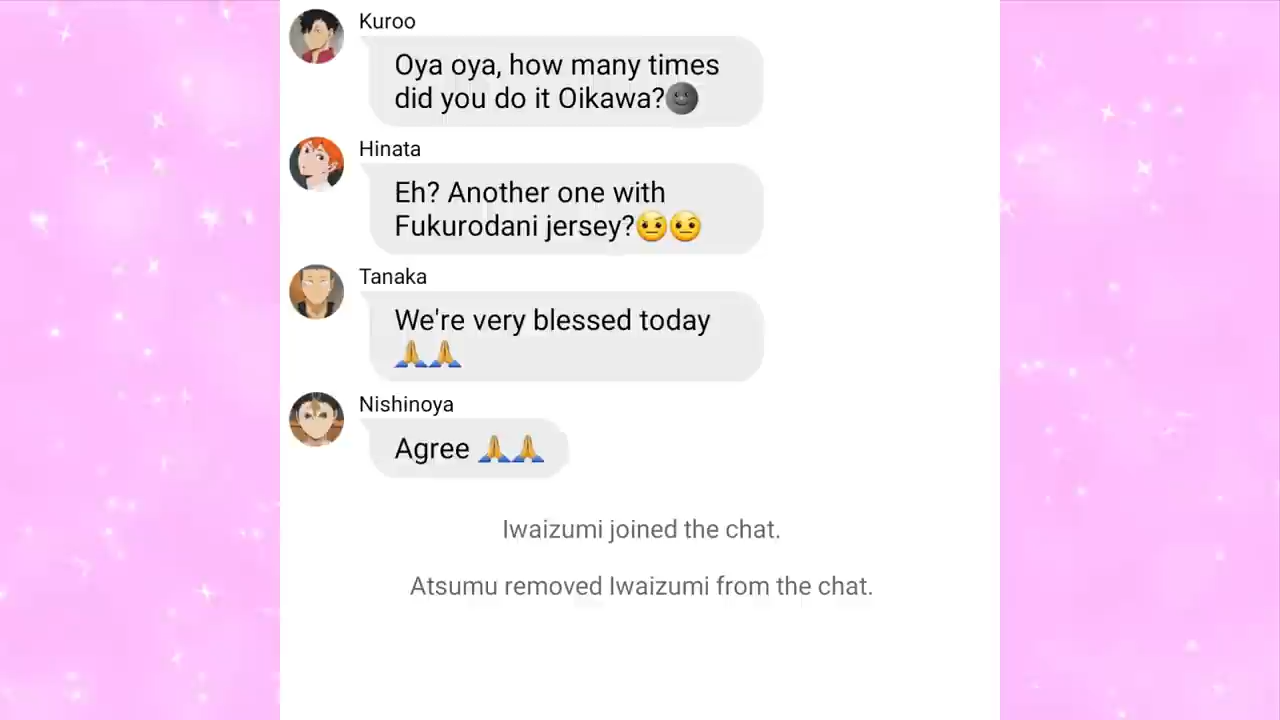 Kuroo
Oya oya, how many times
did you do it Oikawa?🌚
Hinata
Eh? Another one with
Fukurodani jersey?🤨🤨
Tanaka
We're very blessed today
🙏🙏
Nishinoya
Agree 🙏🙏
Iwaizumi joined the chat.
Atsumu removed Iwaizumi from the chat.